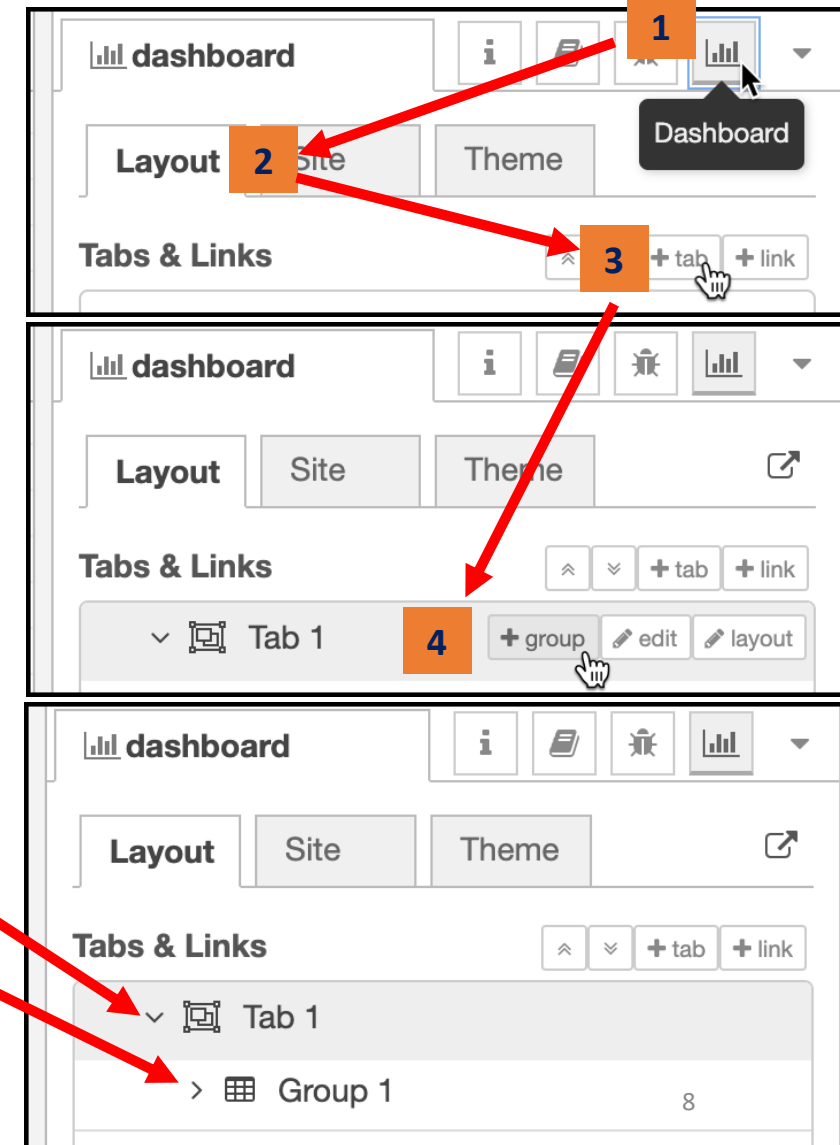 1
dashboard
i
Dashboard
Layout 2 Site Theme
Tabs & Links 3 + tab + link
dashboard
i
Layout Site Theme
Tabs & Links + tab + link
Tab 1 4 + group edit layout
dashboard
i
Layout Site Theme
Tabs & Links + tab + link
Tab 1
Group 1
8